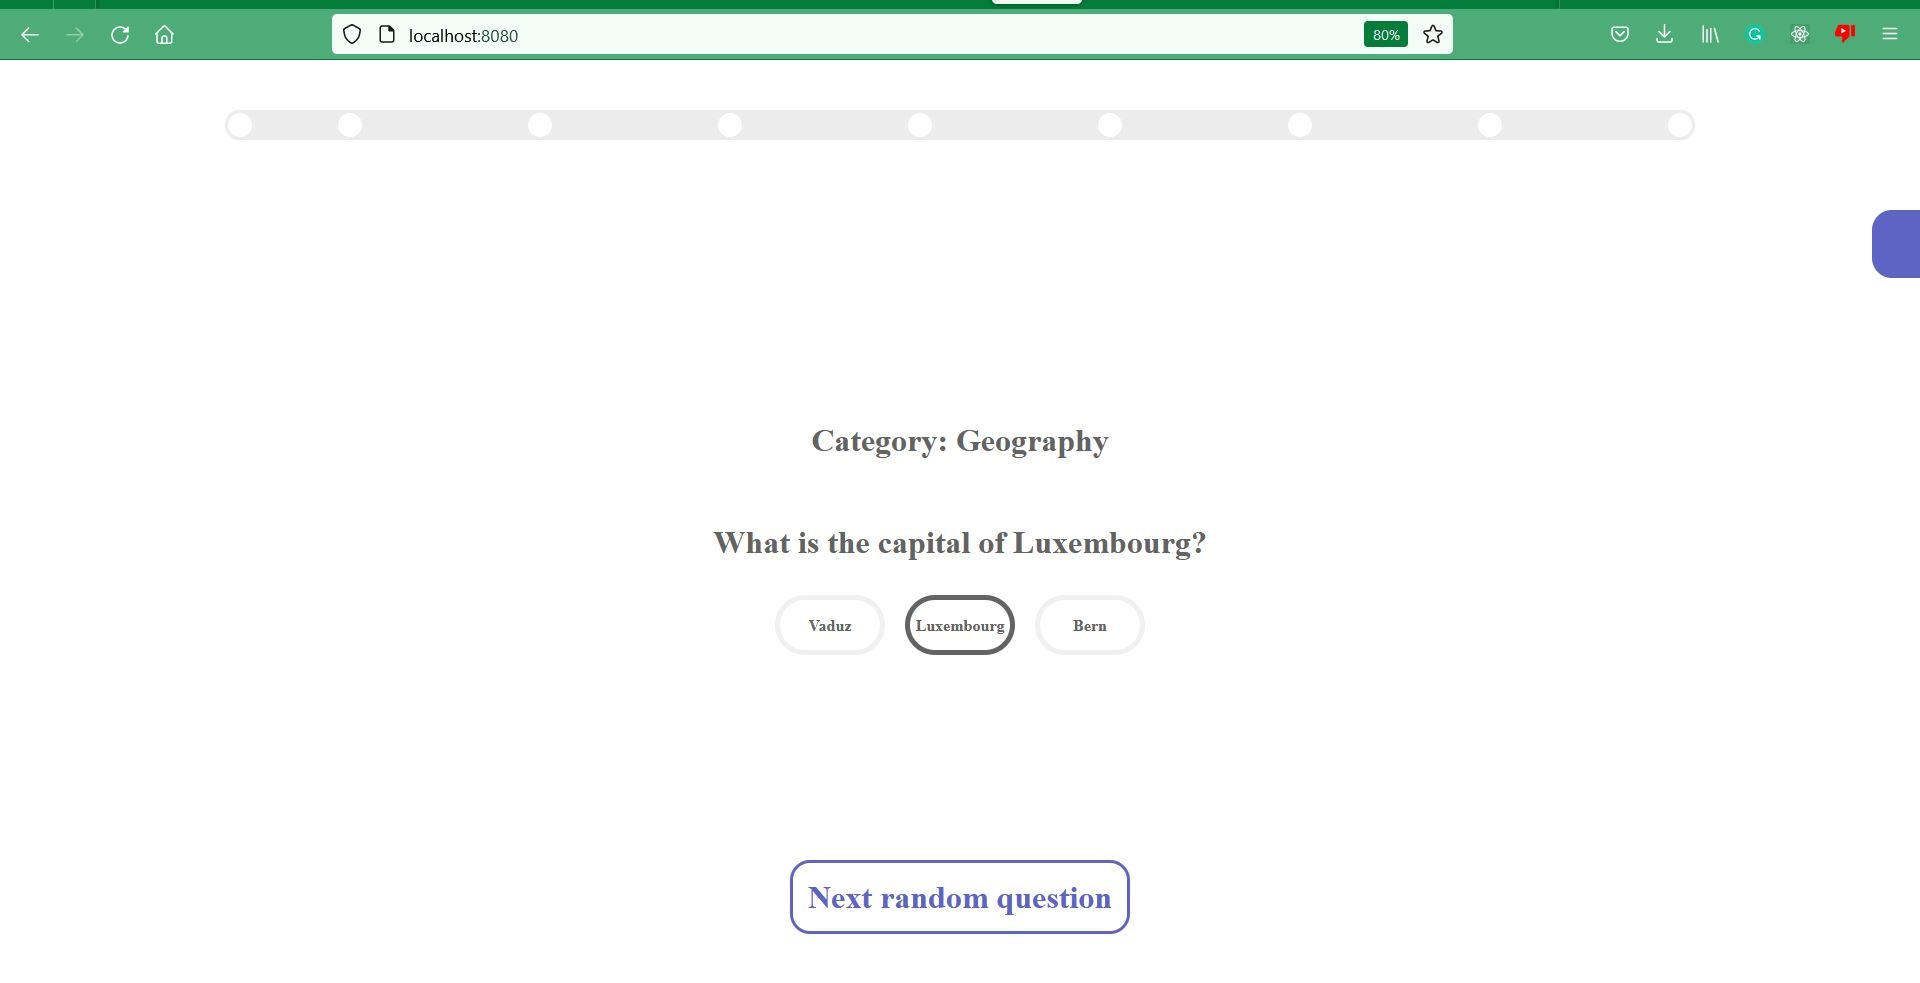 localhost:8080
80%
Category: Geography
What is the capital of Luxembourg?
Vaduz
Luxembourg
Bern
Next random question